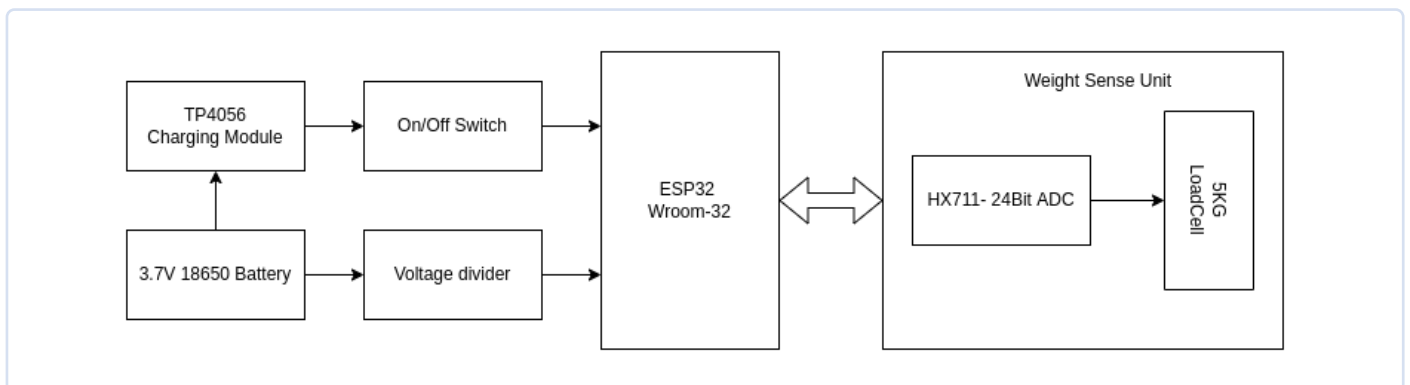 TP4056
Charging Module
On/Off Switch
3.7V 18650 Battery
Voltage divider
ESP32
Wroom-32
Weight Sense Unit
HX711- 24Bit ADC
5KG
LoadCell